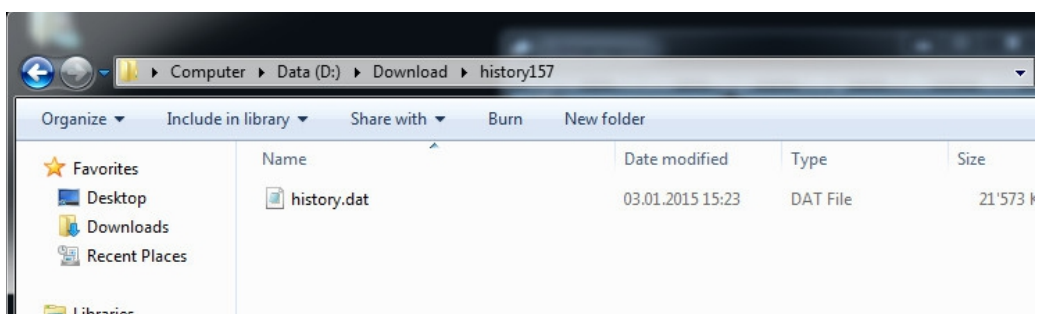 Computer Data (D:) Download history157
Organize Include in library Share with Burn New folder
Favorites
Desktop
Downloads
Recent Places
Libraries
Name Date modified Type Size
history.dat 03.01.2015 15:23 DAT File 21'573